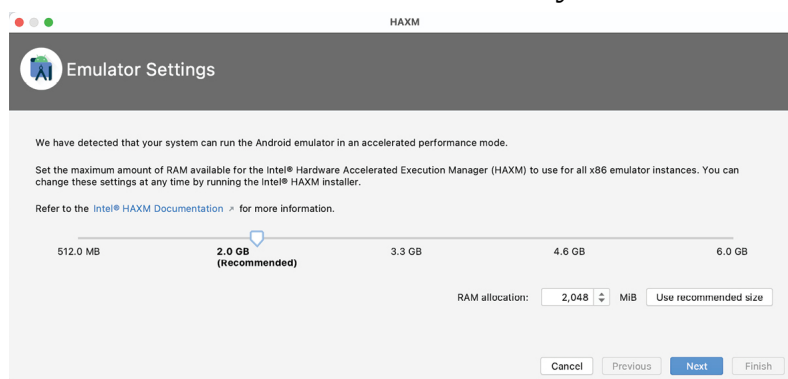 HAXM
Emulator Settings
We have detected that your system can run the Android emulator in an accelerated performance mode.
Set the maximum amount of RAM available for the Intel® Hardware Accelerated Execution Manager (HAXM) to use for all x86 emulator instances. You can
change these settings at any time by running the Intel® HAXM installer.
Refer to the Intel® HAXM Documentation ↗ for more information.
512.0 MB 2.0 GB 3.3 GB 4.6 GB 6.0 GB
(Recommended)
RAM allocation: 2,048 MiB Use recommended size
Cancel Previous Next Finish